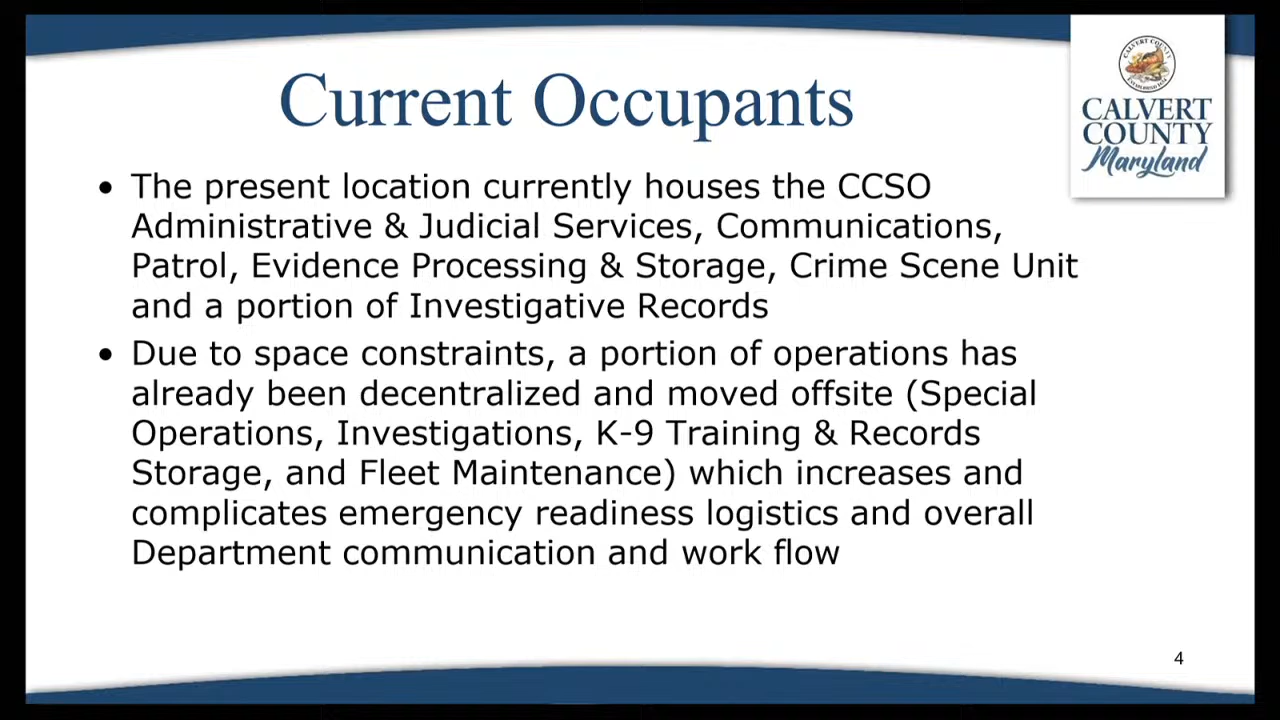 Current Occupants
CALVERT COUNTY
CALVERT
COUNTY
Maryland
• The present location currently houses the CCSO
Administrative & Judicial Services, Communications,
Patrol, Evidence Processing & Storage, Crime Scene Unit
and a portion of Investigative Records
• Due to space constraints, a portion of operations has
already been decentralized and moved offsite (Special
Operations, Investigations, K-9 Training & Records
Storage, and Fleet Maintenance) which increases and
complicates emergency readiness logistics and overall
Department communication and work flow
4